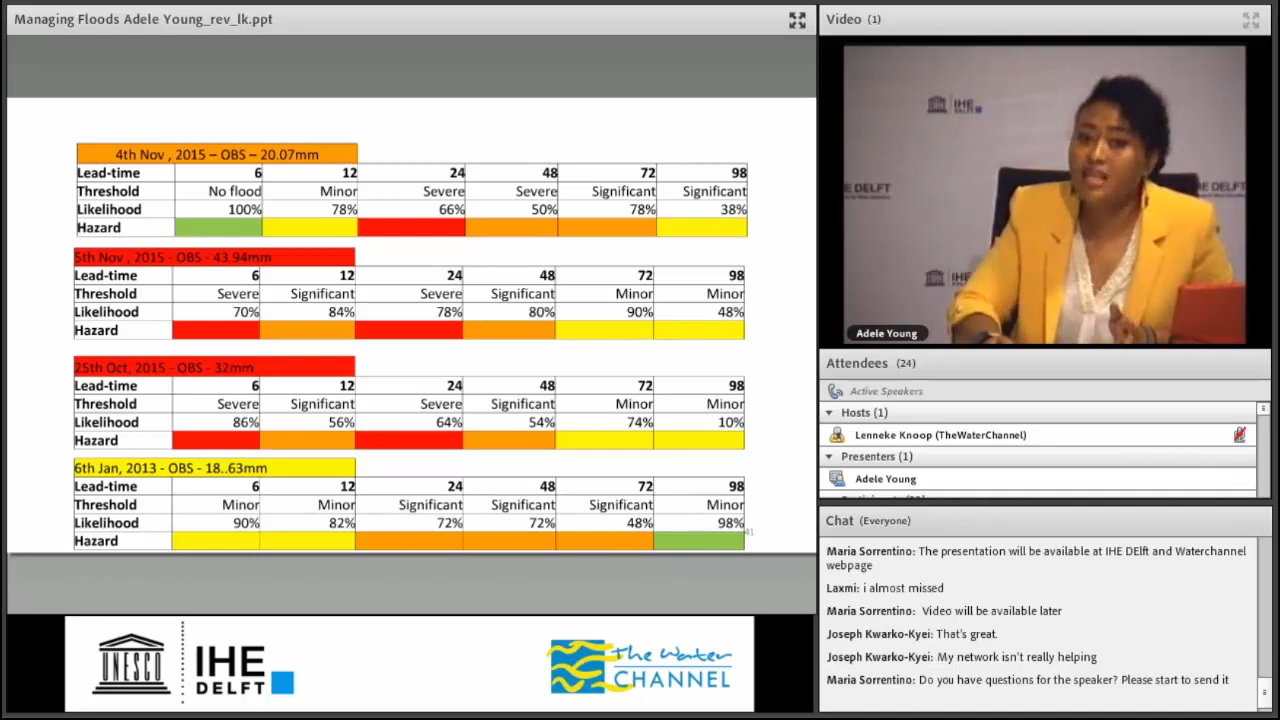 Managing Floods Adele Young_rev_lk.ppt
4th Nov , 2015 – OBS – 20.07mm
Lead-time 6 12 24 48 72 98
Threshold No flood Minor Severe Severe Significant Significant
Likelihood 100% 78% 66% 50% 78% 38%
Hazard
5th Nov , 2015 - OBS - 43.94mm
Lead-time 6 12 24 48 72 98
Threshold Severe Significant Severe Significant Minor Minor
Likelihood 70% 84% 78% 80% 90% 48%
Hazard
25th Oct, 2015 - OBS - 32mm
Lead-time 6 12 24 48 72 98
Threshold Severe Significant Severe Significant Minor Minor
Likelihood 86% 56% 64% 54% 74% 10%
Hazard
6th Jan, 2013 - OBS - 18..63mm
Lead-time 6 12 24 48 72 98
Threshold Minor Minor Significant Significant Significant Minor
Likelihood 90% 82% 72% 72% 48% 98%
Hazard
41
UNESCO
IHE
DELFT
The Water
CHANNEL
Video (1)
IHE
IHE DELFT
DELFT
IHE
Adele Young
Attendees (24)
Active Speakers
Hosts (1)
Lenneke Knoop (TheWaterChannel)
Presenters (1)
Adele Young
Chat (Everyone)
Maria Sorrentino: The presentation will be available at IHE DElft and Waterchannel
webpage
Laxmi: i almost missed
Maria Sorrentino: Video will be available later
Joseph Kwarko-Kyei: That's great.
Joseph Kwarko-Kyei: My network isn't really helping
Maria Sorrentino: Do you have questions for the speaker? Please start to send it